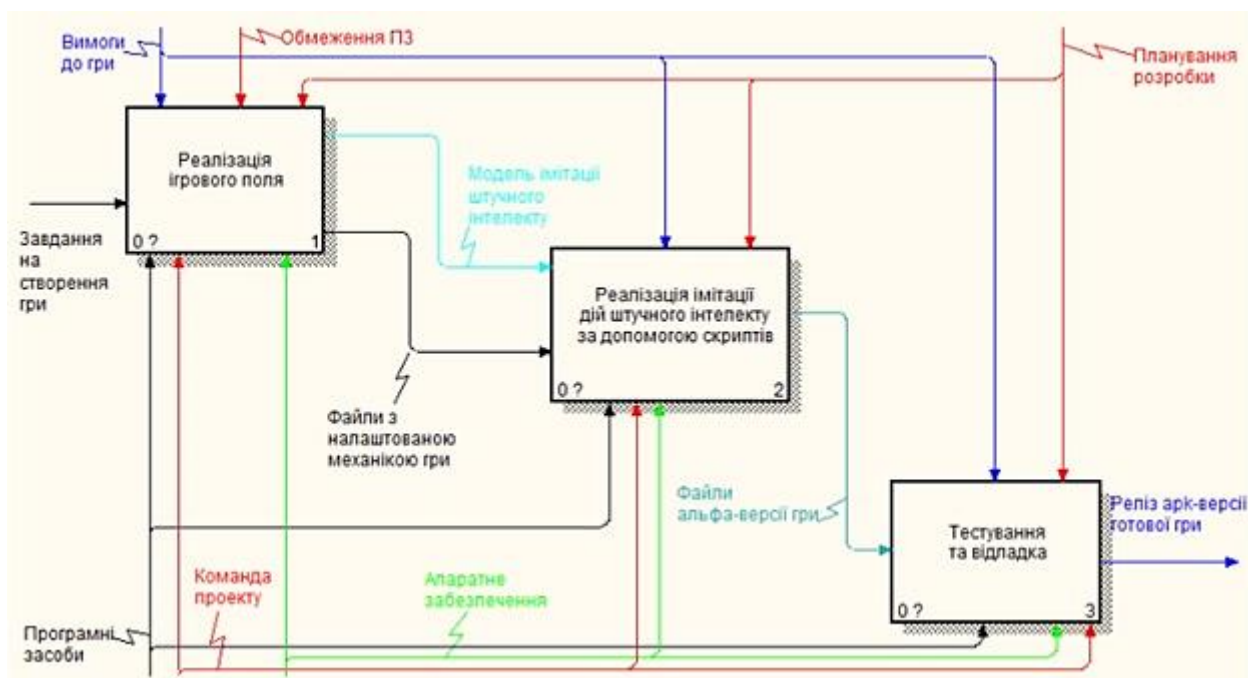 Вимоги
до гри
Обмеження ПЗ
Планування
розробки
Реалізація
ігрового поля
0 ?
1
Модель імітації
штучного
інтелекту
Завдання
на
створення
гри
Реалізація імітації
дій штучного інтелекту
за допомогою скриптів
0 ?
2
Файли з
налаштованою
механікою гри
Файли
альфа-версії гри
Реліз apk-версії
готової гри
Тестування
та відладка
0 ?
3
Команда
проекту
Апаратне
забезпечення
Програмні
засоби